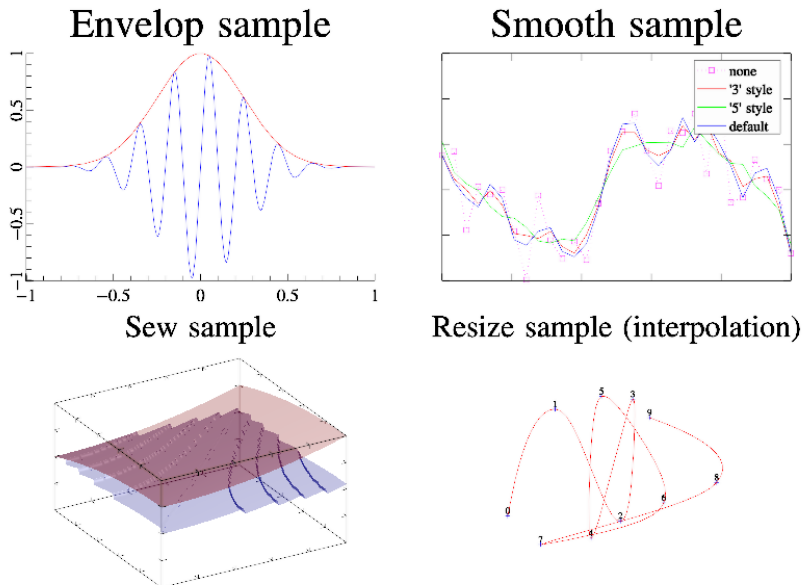 Envelop sample
Smooth sample
1
0.5
0
−0.5
−1
−1
−0.5
0
0.5
1
none
'3' style
'5' style
default
Sew sample
Resize sample (interpolation)
0
1
2
3
4
5
6
7
8
9